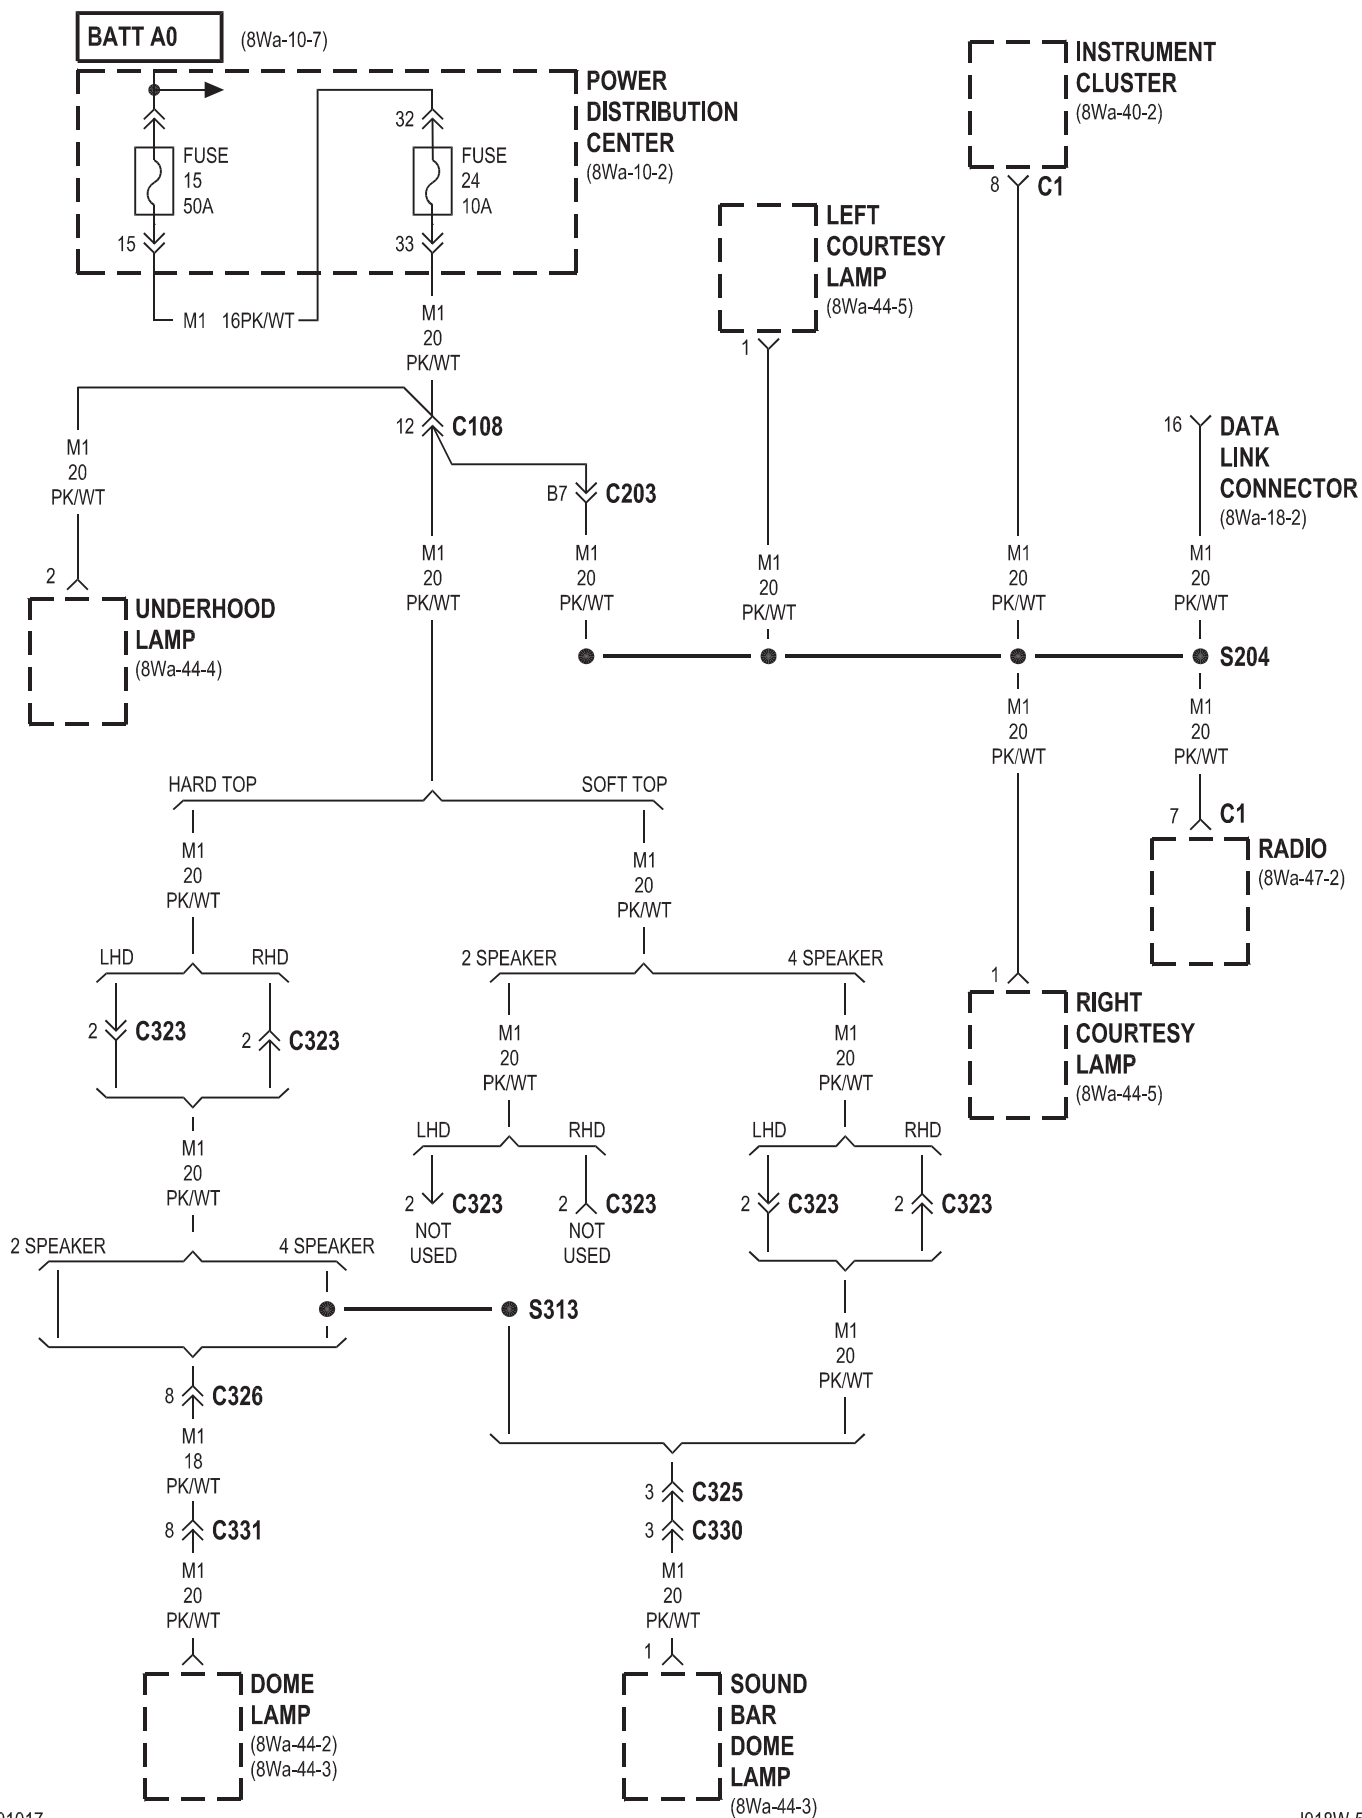 BATT A0
(8Wa-10-7)
POWER
DISTRIBUTION
CENTER
(8Wa-10-2)
FUSE
15
50A
15
32
FUSE
24
10A
33
M1 16PK/WT
M1
20
PK/WT
INSTRUMENT
CLUSTER
(8Wa-40-2)
8
C1
LEFT
COURTESY
LAMP
(8Wa-44-5)
1
12
C108
M1
20
PK/WT
B7
C203
16
DATA
LINK
CONNECTOR
(8Wa-18-2)
2
UNDERHOOD
LAMP
(8Wa-44-4)
M1
20
PK/WT
M1
20
PK/WT
M1
20
PK/WT
M1
20
PK/WT
M1
20
PK/WT
S204
M1
20
PK/WT
M1
20
PK/WT
HARD TOP
SOFT TOP
7
C1
RADIO
(8Wa-47-2)
M1
20
PK/WT
M1
20
PK/WT
LHD
RHD
2 SPEAKER
4 SPEAKER
1
RIGHT
COURTESY
LAMP
(8Wa-44-5)
2
C323
2
C323
M1
20
PK/WT
M1
20
PK/WT
M1
20
PK/WT
LHD
RHD
LHD
RHD
2
C323
NOT
USED
2
C323
NOT
USED
2
C323
2
C323
2 SPEAKER
4 SPEAKER
S313
M1
20
PK/WT
8
C326
M1
18
PK/WT
8
C331
M1
20
PK/WT
3
C325
3
C330
M1
20
PK/WT
1
DOME
LAMP
(8Wa-44-2)
(8Wa-44-3)
SOUND
BAR
DOME
LAMP
(8Wa-44-3)